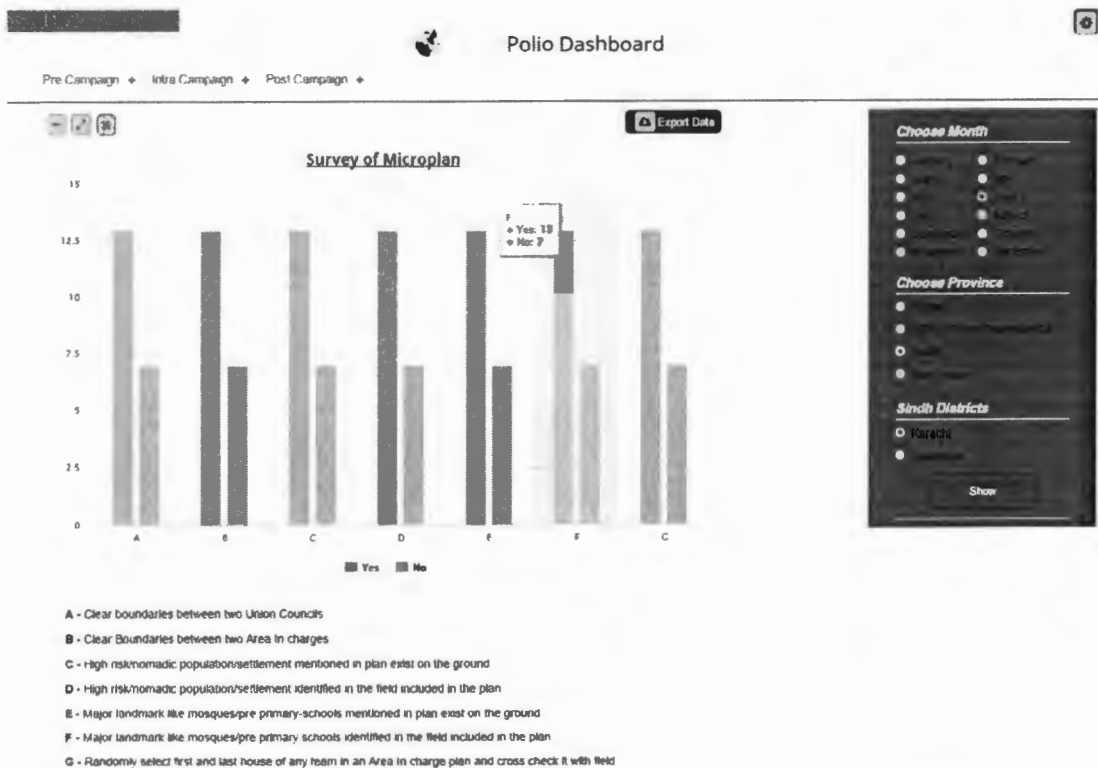 Polio Dashboard
Pre Campaign + Intra Campaign + Post Campaign +
Export Data
Survey of Microplan
15
12.5
10
7.5
5
2.5
0
F
Yes: 13
No: 7
A B C D E F G
Yes No
A - Clear boundaries between two Union Councils
B - Clear Boundaries between two Area In charges
C - High risk/nomadic population/settlement mentioned in plan exist on the ground
D - High risk/nomadic population/settlement identified in the field included in the plan
E - Major landmark like mosques/pre primary-schools mentioned in plan exist on the ground
F - Major landmark like mosques/pre primary schools identified in the field included in the plan
G - Randomly select first and last house of any team in an Area In charge plan and cross check it with field
Choose Month
Choose Province
Sindh Districts
Karachi
Show